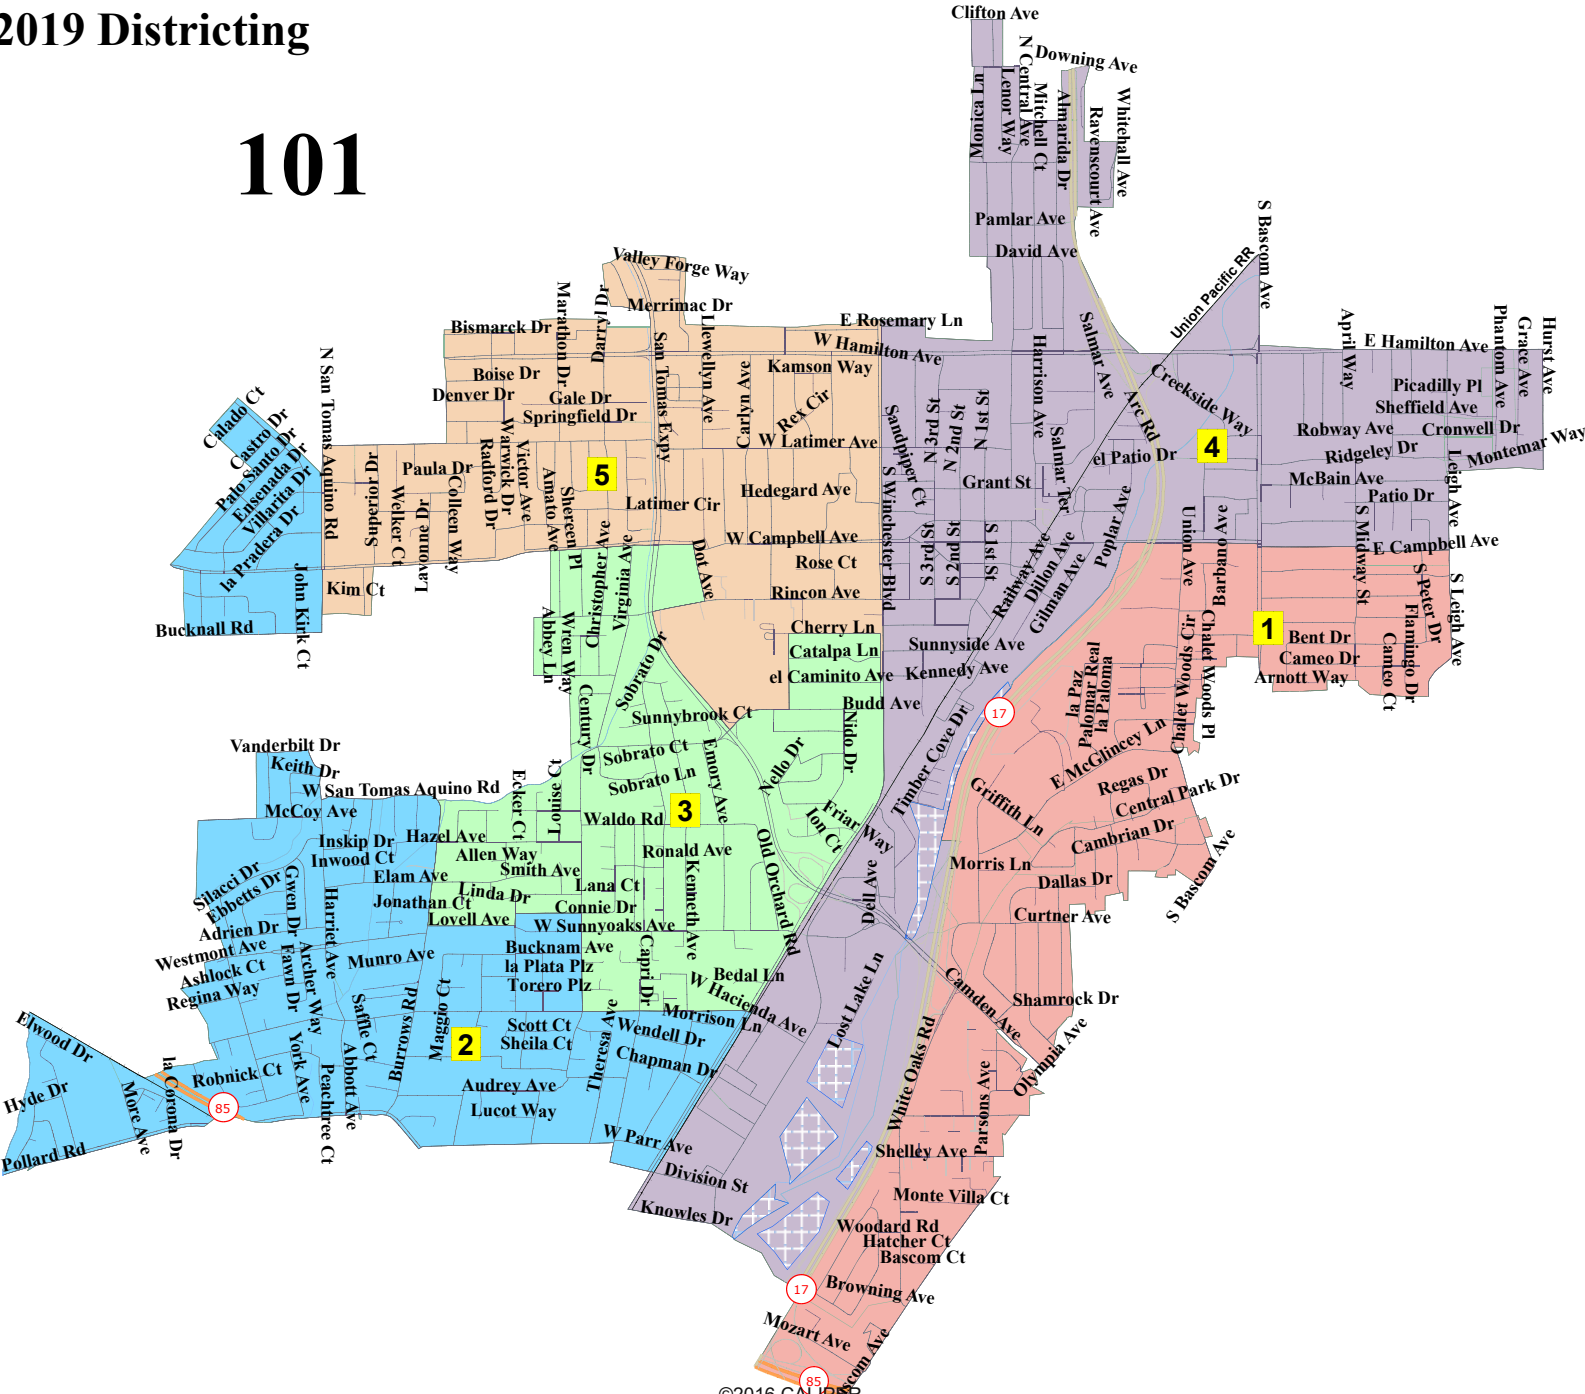 2019 Districting
101
Clifton Ave
N Central Ave
Downing Ave
Monica Ln
Lenor Way
Mitchell Ct
Almarida Dr
Ravenscourt Ave
Whitehall Ave
Pamlar Ave
David Ave
S Bascom Ave
Union Pacific RR
Valley Forge Way
Merrimac Dr
Marathon Dr
Darryl Dr
Bismarck Dr
San Tomas Expy
Llewellyn Ave
E Rosemary Ln
W Hamilton Ave
Kamson Way
Carlyn Ave
Rex Cir
W Latimer Ave
Boise Dr
Denver Dr
Gale Dr
Springfield Dr
Harrison Ave
Salmar Ave
Creekside Way
Arc Rd
April Way
E Hamilton Ave
Phantom Ave
Grace Ave
Hurst Ave
Picadilly Pl
Sheffield Ave
Robway Ave
Cronwell Dr
Ridgeley Dr
Montemar Way
McBain Ave
Patio Dr
Leigh Ave
S Midway St
E Campbell Ave
N San Tomas Aquino Rd
Calado Ct
Castro Dr
Palo Santo Dr
Ensenada Dr
Villarita Dr
la Pradera Dr
Superior Dr
Paula Dr
Welker Ct
Lavonne Dr
Colleen Way
Radford Dr
Warwick Dr
Victor Ave
Amato Ave
Shereen Pl
5
Latimer Cir
Hedegard Ave
W Campbell Ave
Sandpiper Ct
N 3rd St
N 2nd St
N 1st St
Salmar Ter
el Patio Dr
4
Grant St
S Winchester Blvd
S 3rd St
S 2nd St
S 1st St
Railway Ave
Dillon Ave
Gilman Ave
Poplar Ave
Union Ave
Barbano Ave
John Kirk Ct
Kim Ct
Bucknall Rd
Christopher Ave
Virginia Ave
Dot Ave
Rose Ct
Rincon Ave
Abbey Ln
Wren Way
Cherry Ln
Catalpa Ln
el Caminito Ave
Sunnyside Ave
Kennedy Ave
Budd Ave
1
S Peter Dr
S Leigh Ave
Flamingo Dr
Bent Dr
Cameo Dr
Arnott Way
Cameo Ct
Chalet Woods Cir
Chalet Woods Pl
la Paz
Palomar Real
la Paloma
17
E McGlincey Ln
Regas Dr
Central Park Dr
Cambrian Dr
S Bascom Ave
Griffith Ln
Morris Ln
Dallas Dr
Curtner Ave
Century Dr
Sobrato Dr
Sunnybrook Ct
Sobrato Ct
Sobrato Ln
Emory Ave
Nello Dr
Nido Dr
Timber Cove Dr
Vanderbilt Dr
Keith Dr
W San Tomas Aquino Rd
McCoy Ave
Ecker Ct
Louise Ct
Waldo Rd
3
Friar Way
Ion Ct
Inskip Dr
Hazel Ave
Inwood Ct
Allen Way
Smith Ave
Ronald Ave
Old Orchard Rd
Dell Ave
Silacci Dr
Ebbetts Dr
Gwen Dr
Harriet Ave
Elam Ave
Jonathan Ct
Linda Dr
Lana Ct
Kenneth Ave
Lovell Ave
Connie Dr
W Sunnyoaks Ave
Adrien Dr
Westmont Ave
Ashlock Ct
Regina Way
Fawn Dr
Archer Way
Munro Ave
Bucknam Ave
la Plata Plz
Torero Plz
Capri Dr
Bedal Ln
W Hacienda Ave
Lost Lake Ln
Camden Ave
Shamrock Dr
Olympia Ave
Saffle Ct
Burrows Rd
Maggio Ct
2
Scott Ct
Sheila Ct
Theresa Ave
Morrison Ln
Wendell Dr
Chapman Dr
White Oaks Rd
Parsons Ave
Elwood Dr
Hyde Dr
More Ave
la Corona Dr
Robnick Ct
85
York Ave
Peachtree Ct
Abbott Ave
Audrey Ave
Lucot Way
Pollard Rd
W Parr Ave
Division St
Knowles Dr
Shelley Ave
Monte Villa Ct
Woodard Rd
Hatcher Ct
Bascom Ct
17
Browning Ave
Mozart Ave
85
scom Ave
©2016 CALIPER